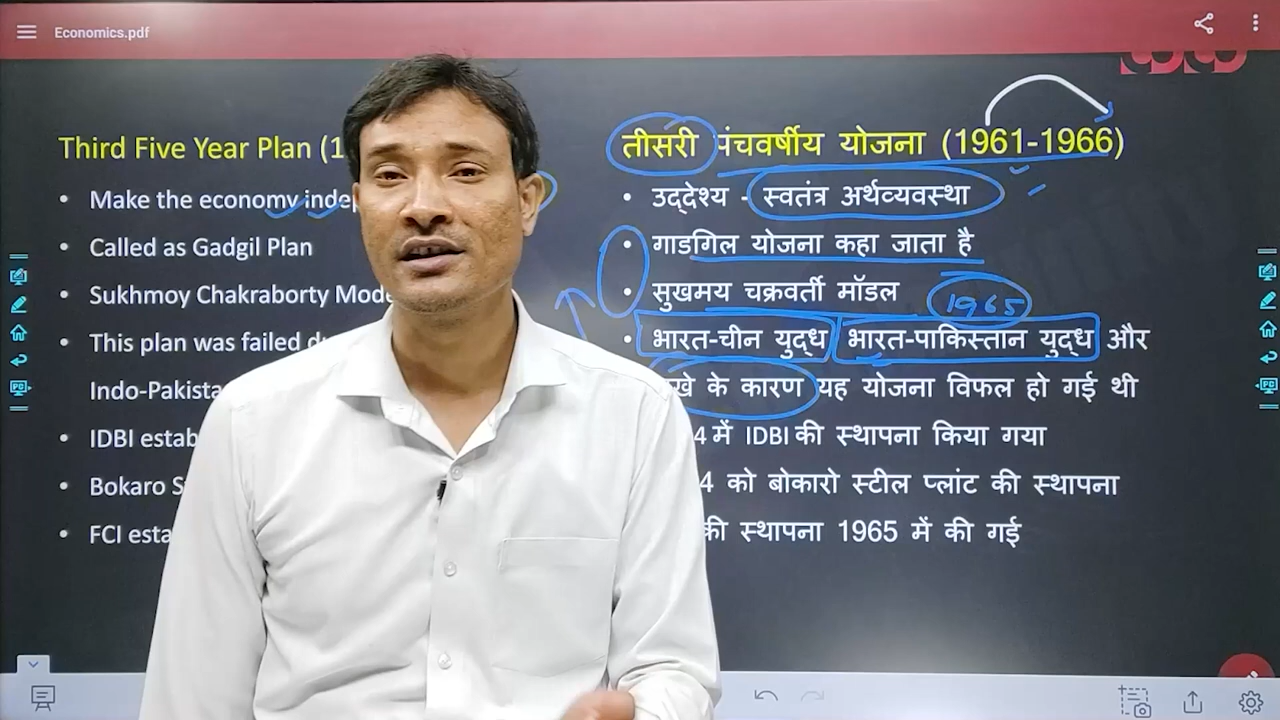 Economics.pdf
Third Five Year Plan (1
Make the economy indep
Called as Gadgil Plan
Sukhmoy Chakraborty Mode
This plan was failed d
Indo-Pakista
IDBI estab
Bokaro S
FCI esta
तीसरी पंचवर्षीय योजना (1961-1966)
उद्देश्य - स्वतंत्र अर्थव्यवस्था
गाडगिल योजना कहा जाता है
सुखमय चक्रवर्ती मॉडल 1965
भारत-चीन युद्ध भारत-पाकिस्तान युद्ध और
खे के कारण यह योजना विफल हो गई थी
4 में IDBI की स्थापना किया गया
4 को बोकारो स्टील प्लांट की स्थापना
की स्थापना 1965 में की गई